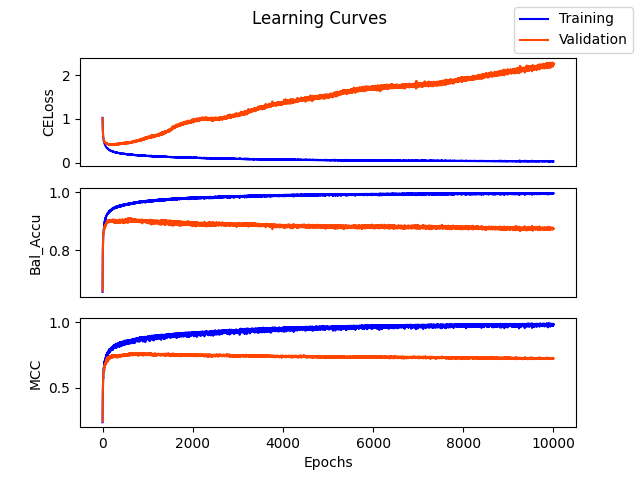 Learning Curves
Training
Validation
CELoss
2
1
0
Bal_Accu
1.0
0.8
MCC
1.0
0.5
0 2000 4000 6000 8000 10000
Epochs